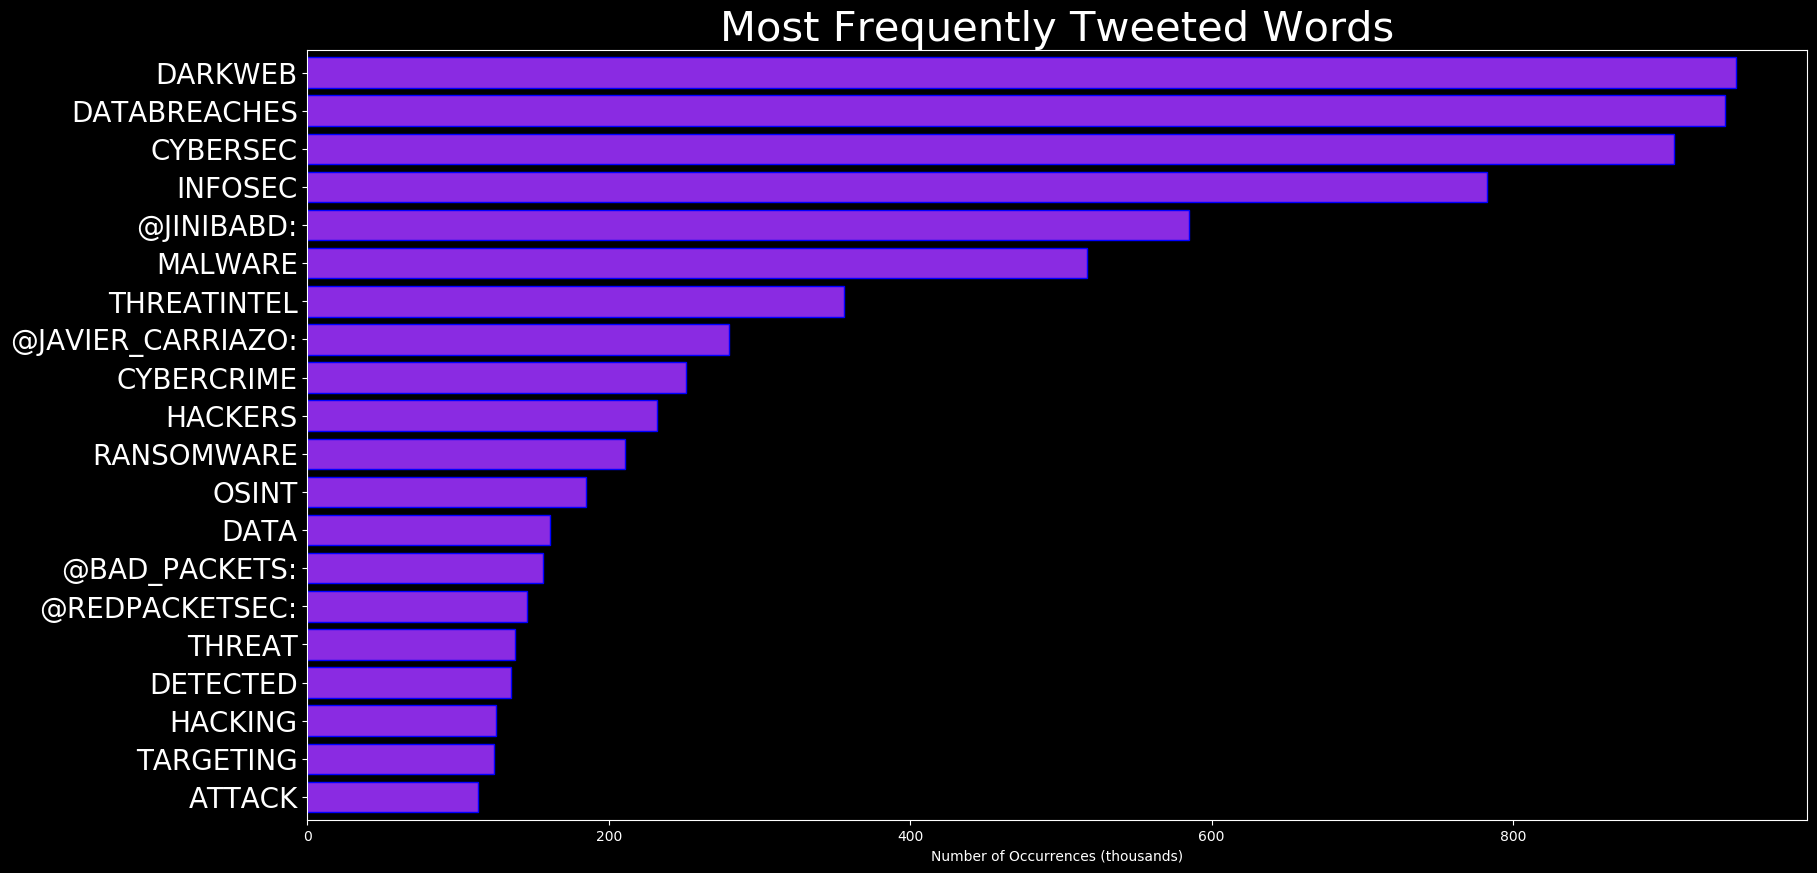 Most Frequently Tweeted Words
DARKWEB
DATABREACHES
CYBERSEC
INFOSEC
@JINIBABD:
MALWARE
THREATINTEL
@JAVIER_CARRIAZO:
CYBERCRIME
HACKERS
RANSOMWARE
OSINT
DATA
@BAD_PACKETS:
@REDPACKETSEC:
THREAT
DETECTED
HACKING
TARGETING
ATTACK
0 200 400 600 800
Number of Occurrences (thousands)